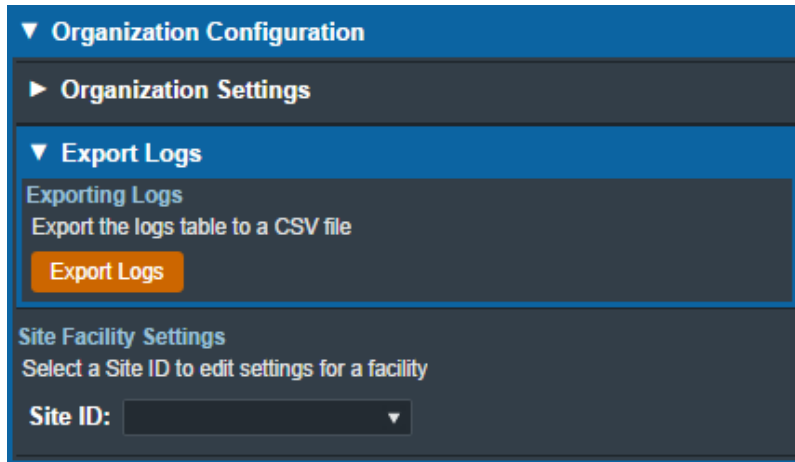 ▼ Organization Configuration
► Organization Settings
▼ Export Logs
Exporting Logs
Export the logs table to a CSV file
Export Logs
Site Facility Settings
Select a Site ID to edit settings for a facility
Site ID: